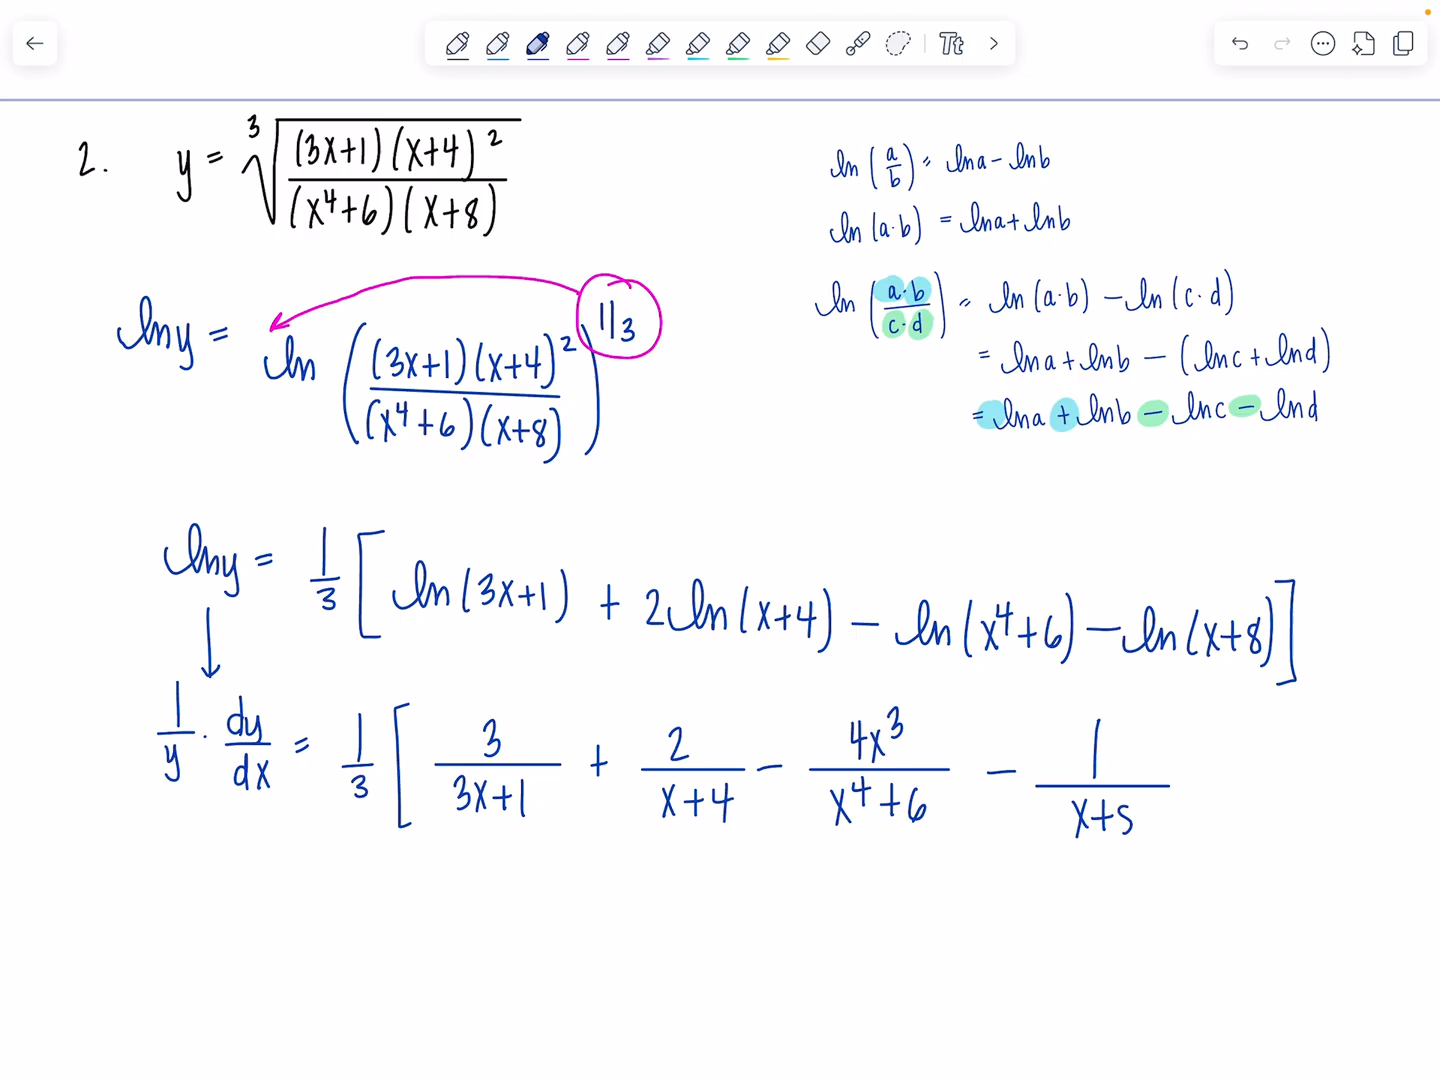 Tt
2. y = ∛((3x+1)(x+4)² / (x⁴+6)(x+8))
ln(a/b) = lna - lnb
ln(a·b) = lna + lnb
ln(a·b / c·d) = ln(a·b) - ln(c·d)
= lna + lnb - (lnc + lnd)
= lna + lnb - lnc - lnd
lny = ln((3x+1)(x+4)² / (x⁴+6)(x+8))^1/3
lny = 1/3 [ln(3x+1) + 2ln(x+4) - ln(x⁴+6) - ln(x+8)]
1/y · dy/dx = 1/3 [3/(3x+1) + 2/(x+4) - 4x³/(x⁴+6) - 1/(x+s